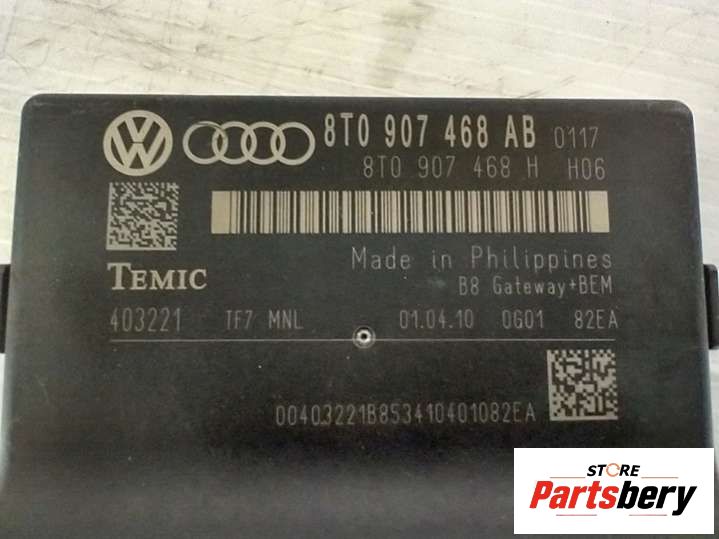 8T0 907 468 AB 0117
8T0 907 468 H H06
TEMIC
Made in Philippines
B8 Gateway+BEM
403221 TF7 MNL 01.04.10 0G01 82EA
00403221B853410401082EA
STORE
Partsbery